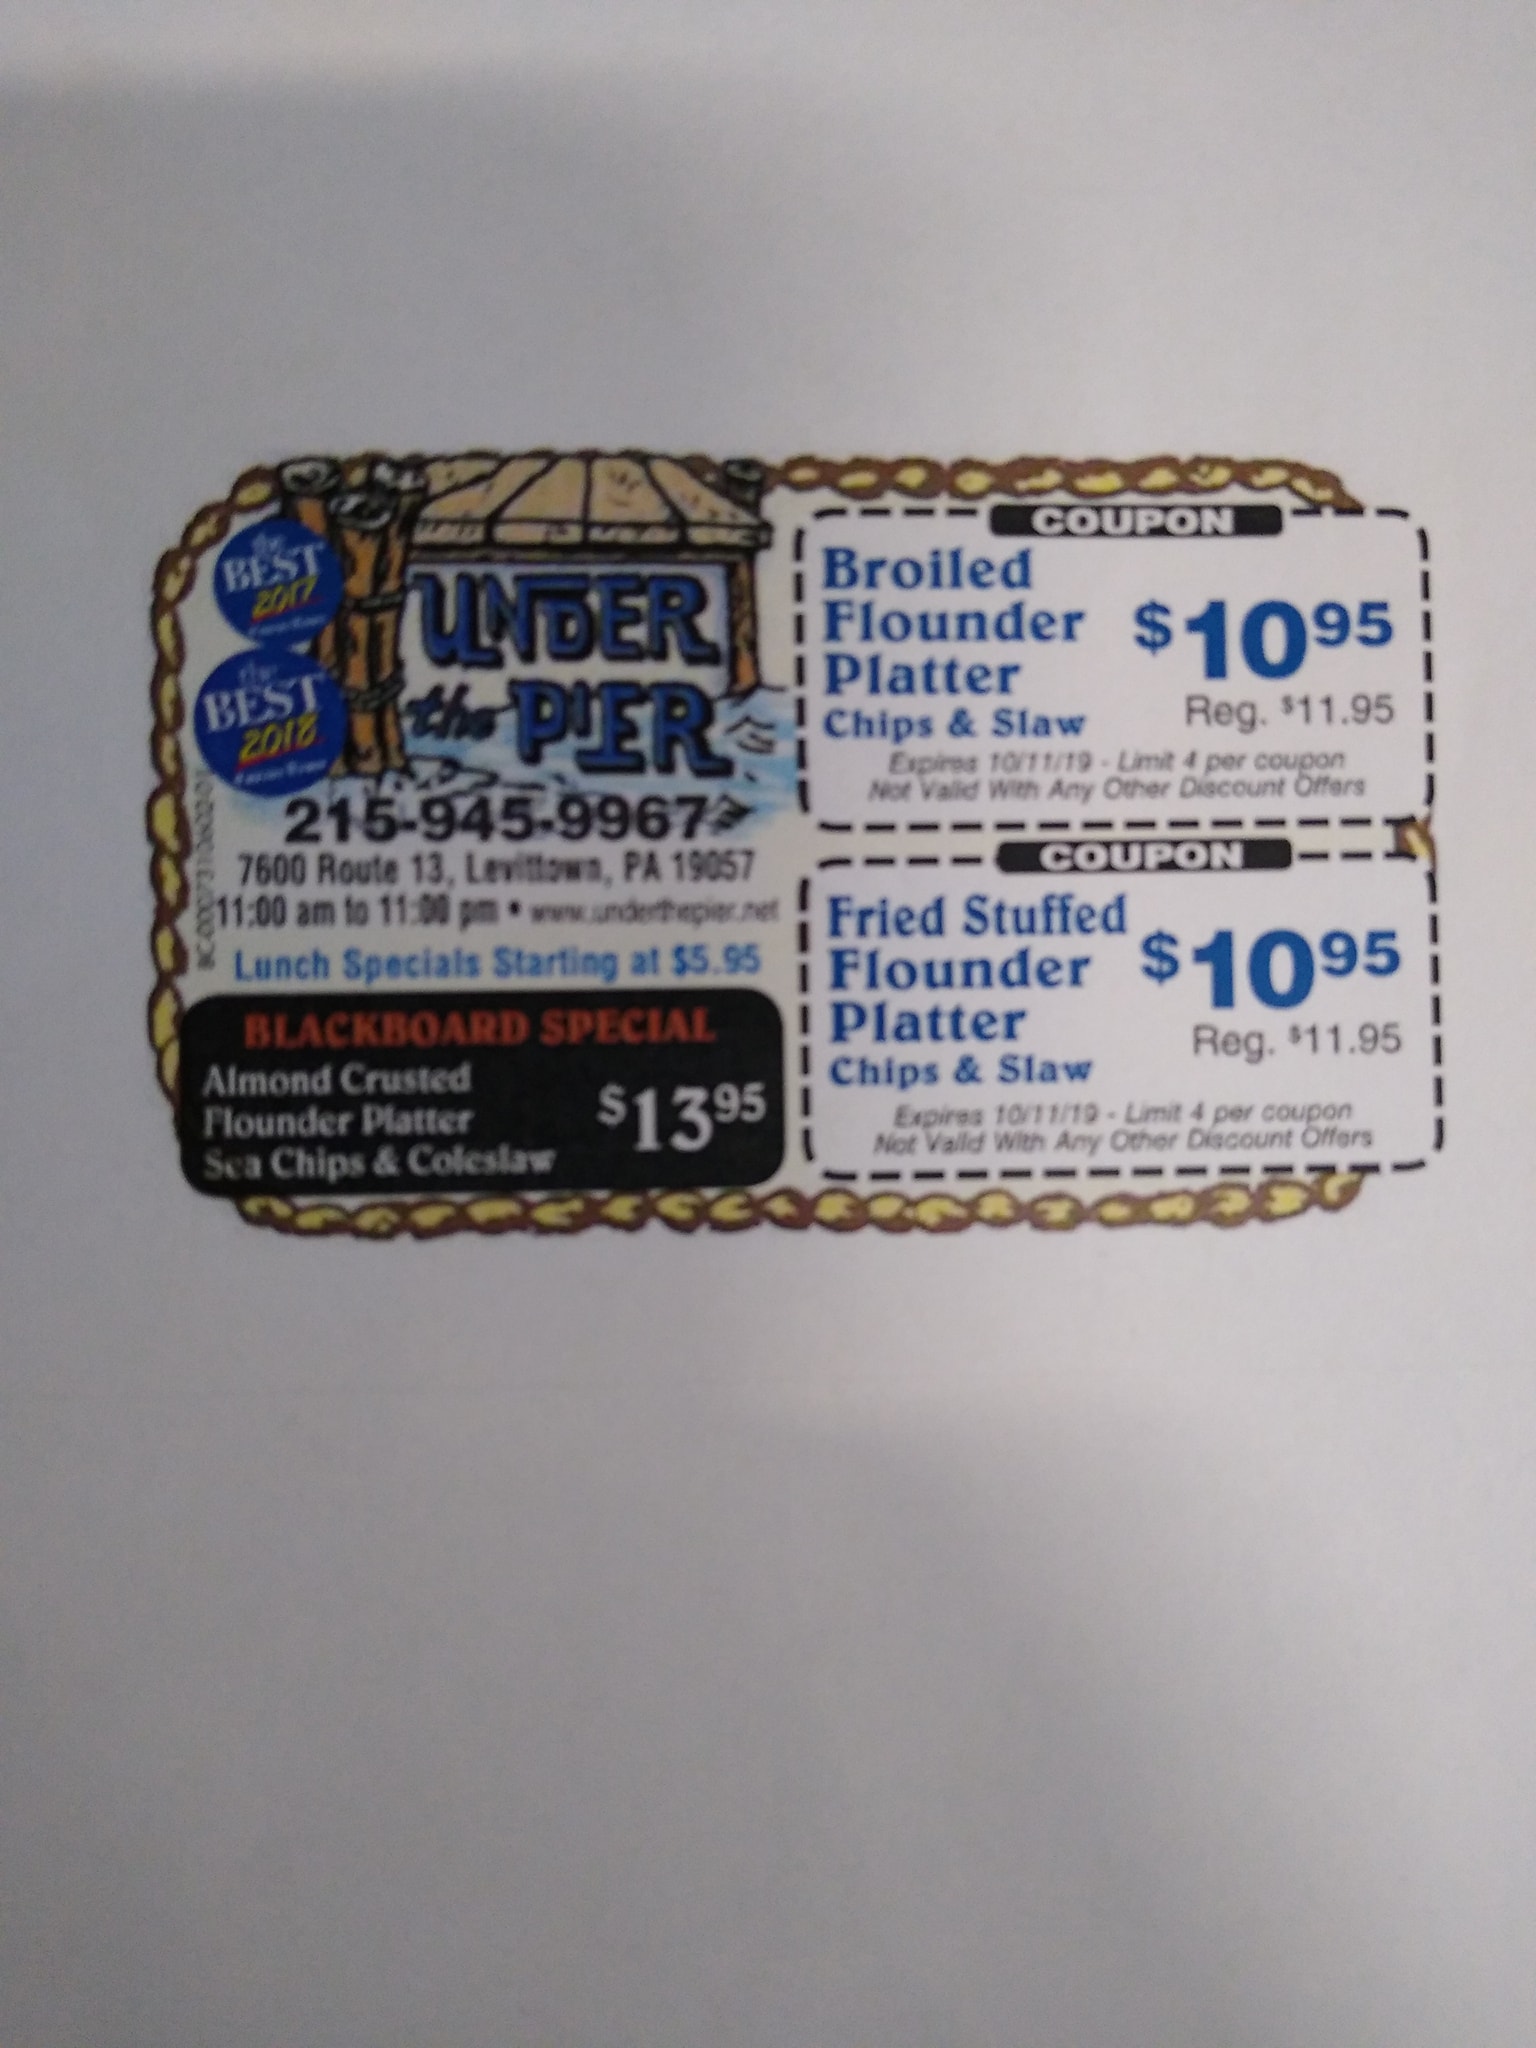 the
BEST
2017
the
BEST
2018
UNDER
the PIER
215-945-9967
7600 Route 13, Levittown, PA 19057
11:00 am to 11:00 pm • www.underthepier.net
Lunch Specials Starting at $5.95
BLACKBOARD SPECIAL
Almond Crusted
Flounder Platter
Sea Chips & Coleslaw
$13 95
COUPON
Broiled
Flounder
Platter
Chips & Slaw
$10 95
Reg. $11.95
Expires 10/11/19 - Limit 4 per coupon
Not Valid With Any Other Discount Offers
COUPON
Fried Stuffed
Flounder
Platter
Chips & Slaw
$10 95
Reg. $11.95
Expires 10/11/19 - Limit 4 per coupon
Not Valid With Any Other Discount Offers